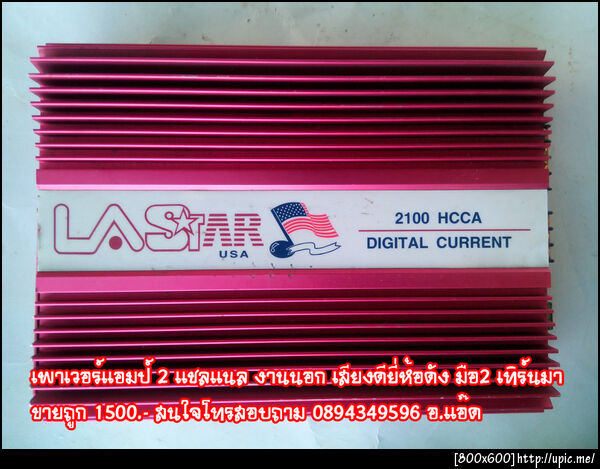 LASTAR
USA
2100 HCCA
DIGITAL CURRENT
เพาเวอร์แอมป์ 2 แชลแนล งานนอก เสียงดียี่ห้อดัง มือ2 เทิร์นมา
ขายถูก 1500.- สนใจโทรสอบถาม 0894349596 อ.แอ๊ด
[800x600]http://upic.me/